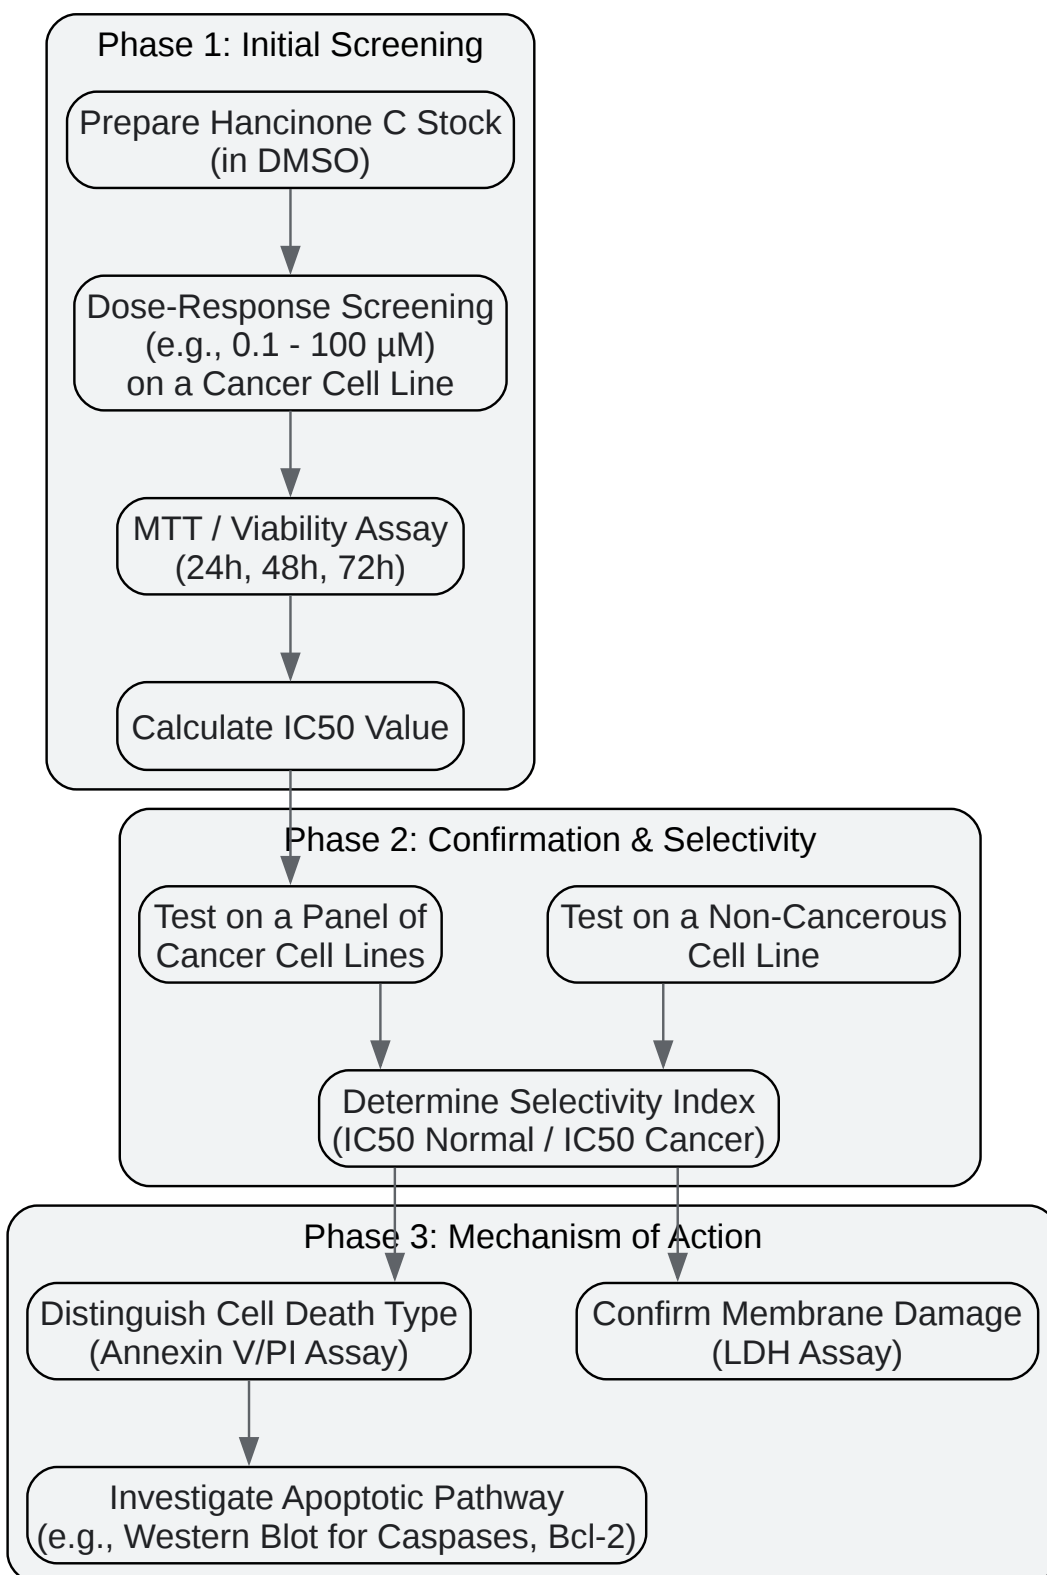 Phase 1: Initial Screening
Prepare Hancinone C Stock
(in DMSO)
Dose-Response Screening
(e.g., 0.1 - 100 µM)
on a Cancer Cell Line
MTT / Viability Assay
(24h, 48h, 72h)
Calculate IC50 Value
Phase 2: Confirmation & Selectivity
Test on a Panel of
Cancer Cell Lines
Test on a Non-Cancerous
Cell Line
Determine Selectivity Index
(IC50 Normal / IC50 Cancer)
Phase 3: Mechanism of Action
Distinguish Cell Death Type
(Annexin V/PI Assay)
Confirm Membrane Damage
(LDH Assay)
Investigate Apoptotic Pathway
(e.g., Western Blot for Caspases, Bcl-2)